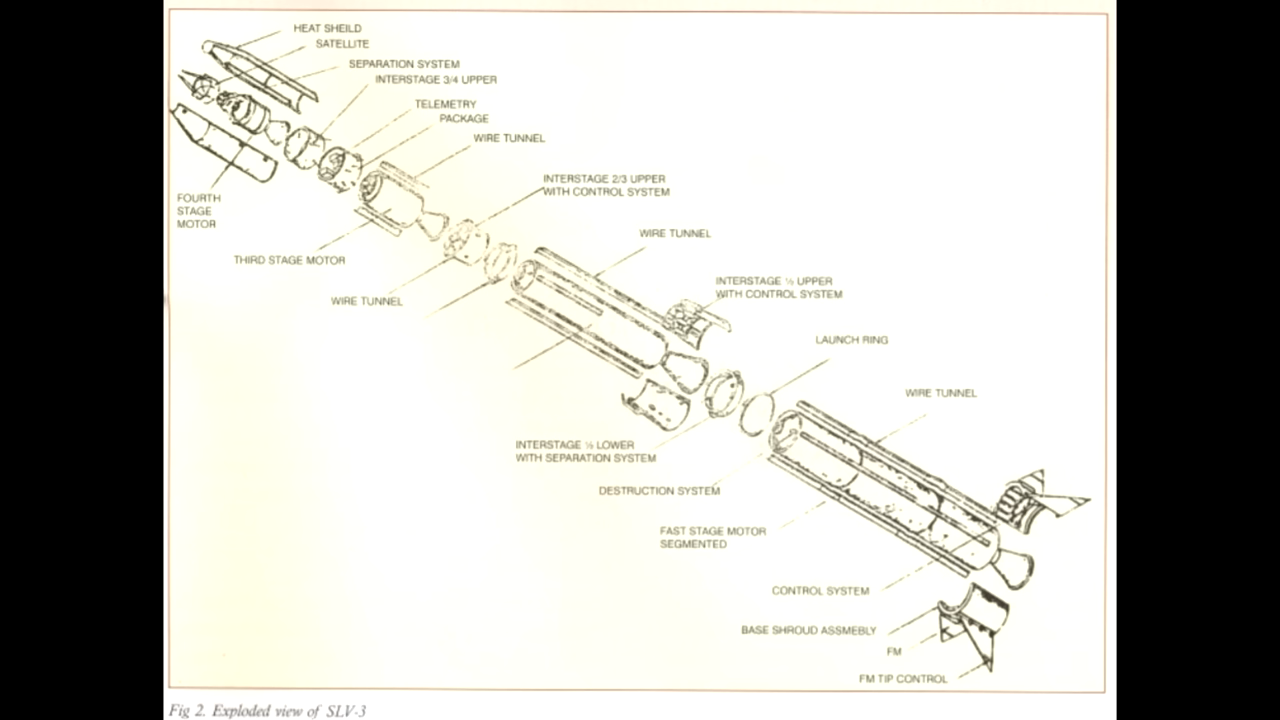 HEAT SHEILD
SATELLITE
SEPARATION SYSTEM
INTERSTAGE 3/4 UPPER
TELEMETRY
PACKAGE
WIRE TUNNEL
INTERSTAGE 2/3 UPPER
WITH CONTROL SYSTEM
FOURTH
STAGE
MOTOR
WIRE TUNNEL
THIRD STAGE MOTOR
INTERSTAGE ½ UPPER
WITH CONTROL SYSTEM
WIRE TUNNEL
LAUNCH RING
WIRE TUNNEL
INTERSTAGE ½ LOWER
WITH SEPARATION SYSTEM
DESTRUCTION SYSTEM
FAST STAGE MOTOR
SEGMENTED
CONTROL SYSTEM
BASE SHROUD ASSMEBLY
FM
FM TIP CONTROL
Fig 2. Exploded view of SLV-3